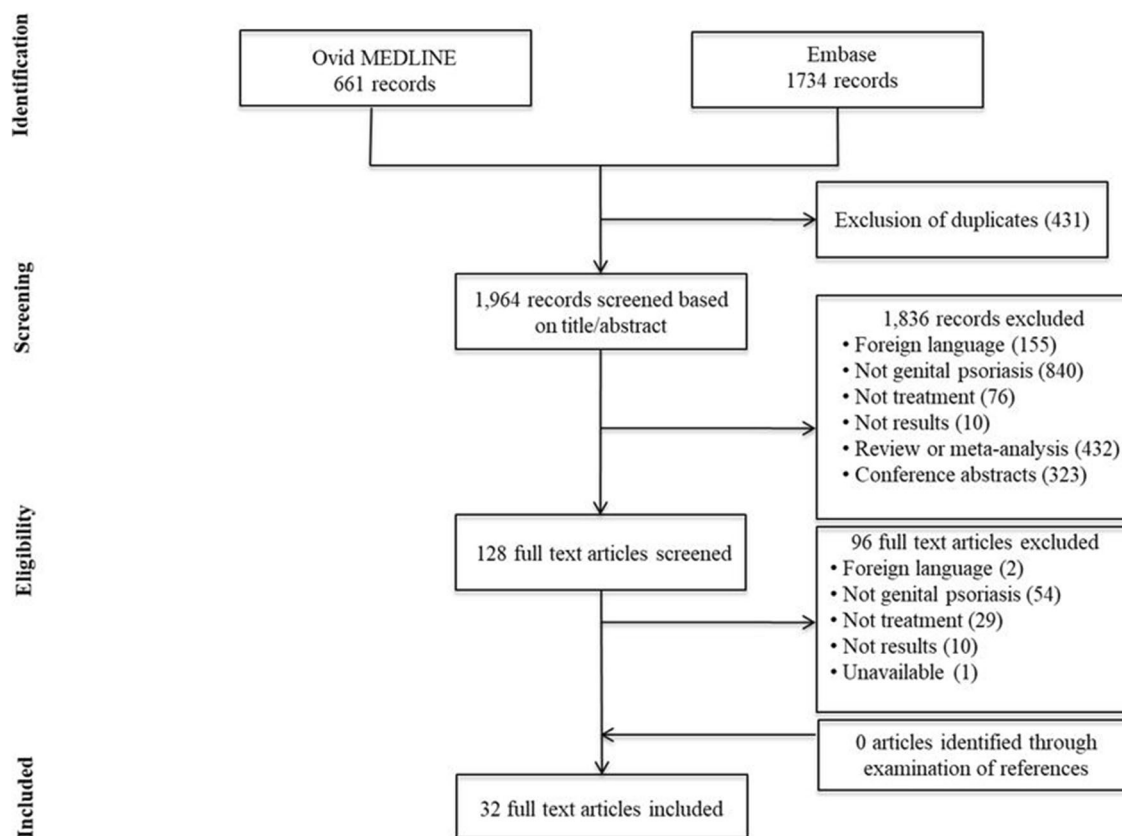 Identification
Ovid MEDLINE
661 records
Embase
1734 records
Exclusion of duplicates (431)
Screening
1,964 records screened based
on title/abstract
1,836 records excluded
• Foreign language (155)
• Not genital psoriasis (840)
• Not treatment (76)
• Not results (10)
• Review or meta-analysis (432)
• Conference abstracts (323)
Eligibility
128 full text articles screened
96 full text articles excluded
• Foreign language (2)
• Not genital psoriasis (54)
• Not treatment (29)
• Not results (10)
• Unavailable (1)
0 articles identified through
examination of references
Included
32 full text articles included